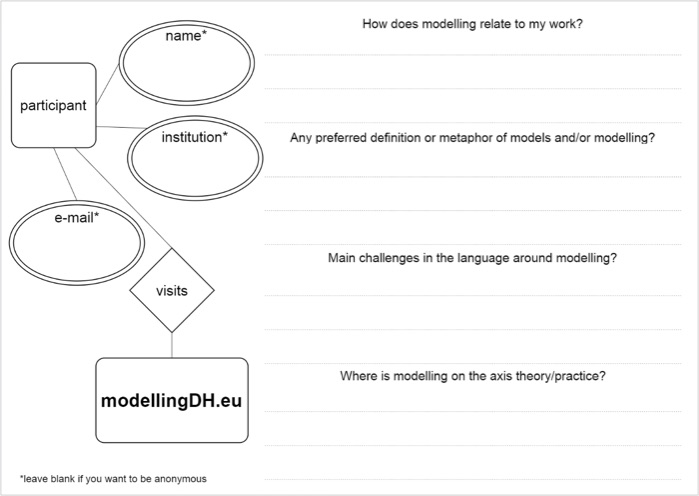 name*
participant
institution*
e-mail*
visits
modellingDH.eu
*leave blank if you want to be anonymous
How does modelling relate to my work?
Any preferred definition or metaphor of models and/or modelling?
Main challenges in the language around modelling?
Where is modelling on the axis theory/practice?